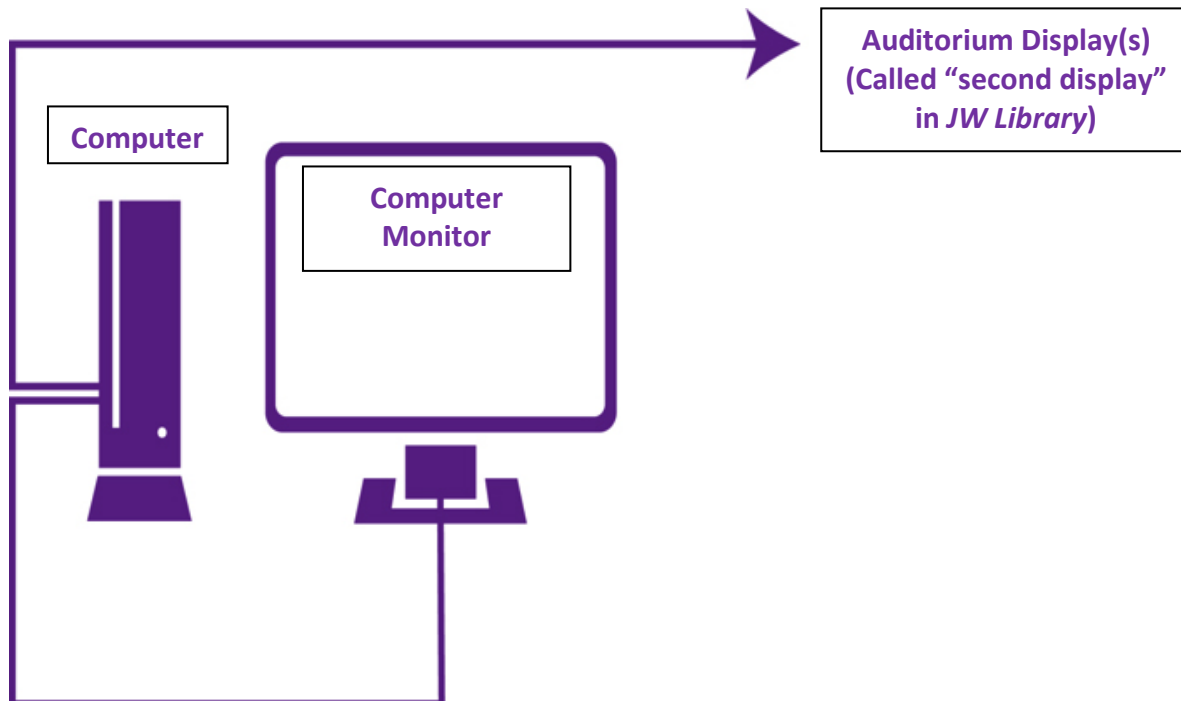 Auditorium Display(s)
(Called “second display”
in JW Library)
Computer
Computer
Monitor